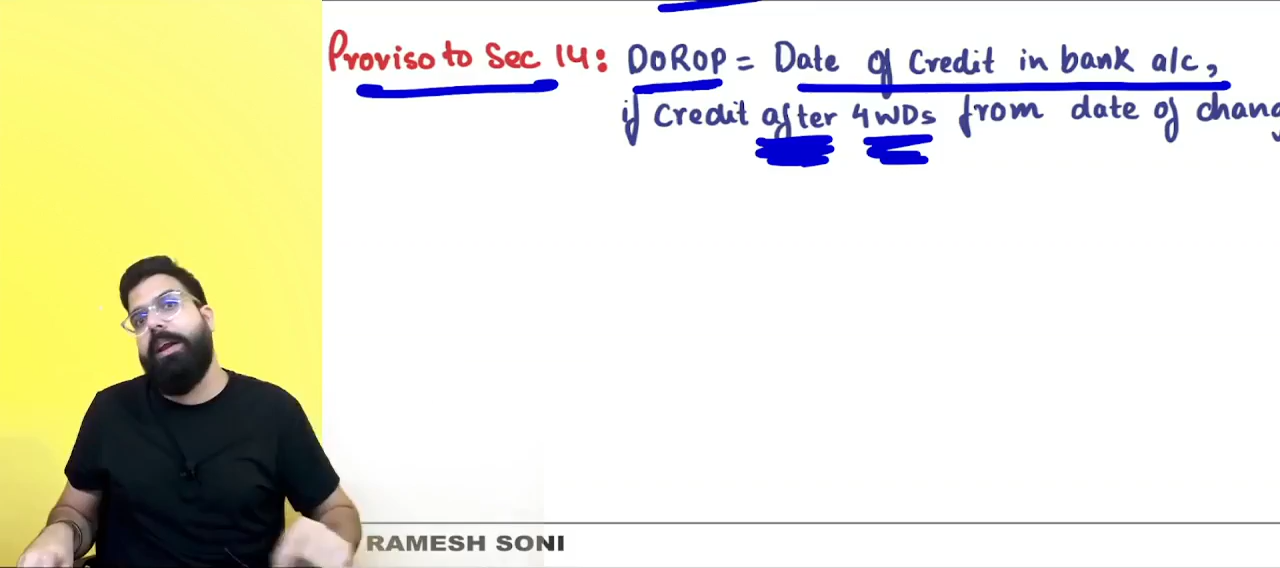 Proviso to Sec 14: DOROP = Date of Credit in bank a/c,
if Credit after 4WDs from date of
RAMESH SONI